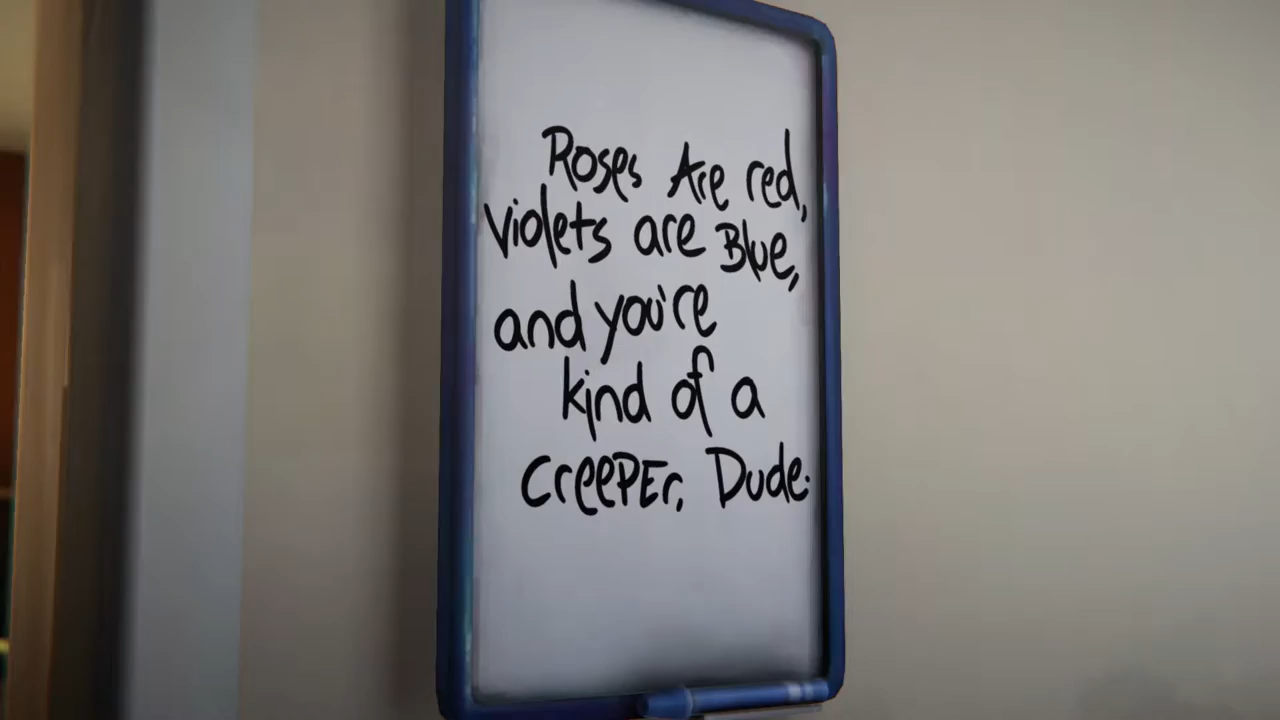 Roses Are red,
Violets are Blue,
and you're
kind of a
CreePEr, Dude.